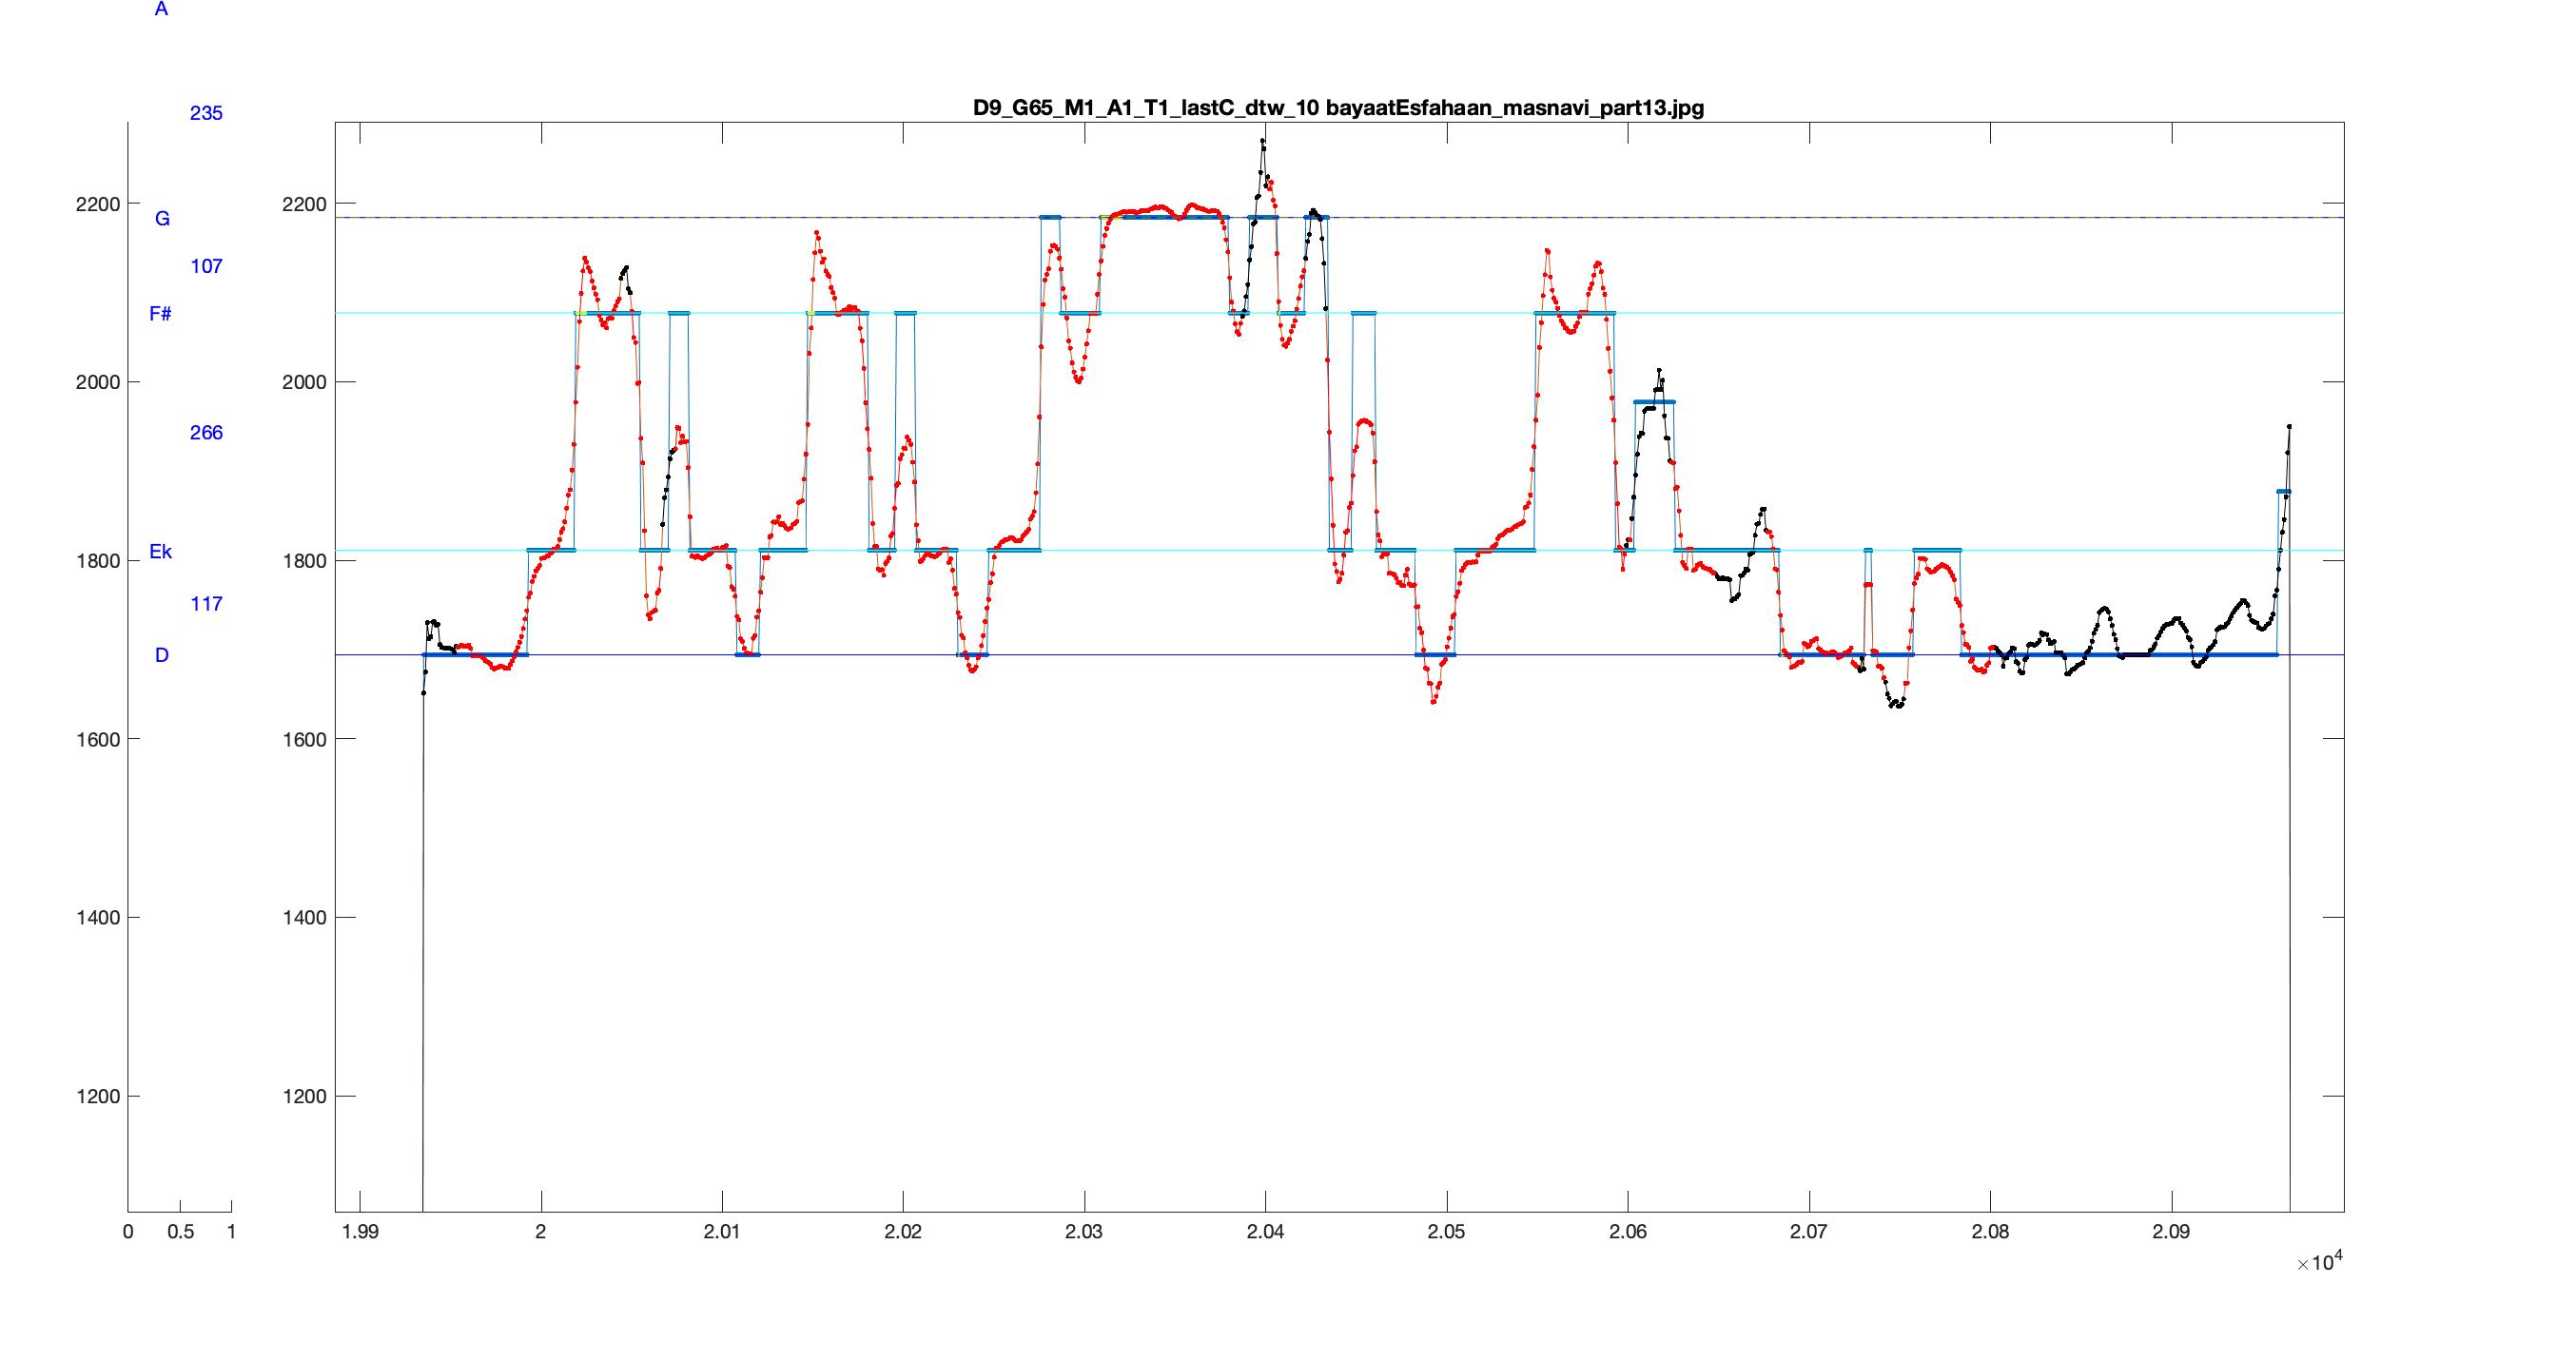 A
D9_G65_M1_A1_T1_lastC_dtw_10 bayaatEsfahaan_masnavi_part13.jpg
235
2200 G 2200
107
F#
2000 2000
266
1800 Ek 1800
117
D
1600 1600
1400 1400
1200 1200
0 0.5 1 1.99 2 2.01 2.02 2.03 2.04 2.05 2.06 2.07 2.08 2.09
×10^4